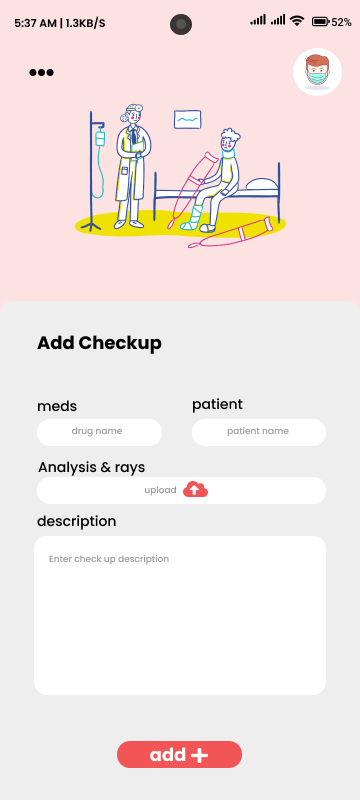 5:37 AM | 1.3KB/S
52%
Add Checkup
meds
patient
drug name
patient name
Analysis & rays
upload
description
Enter check up description
add